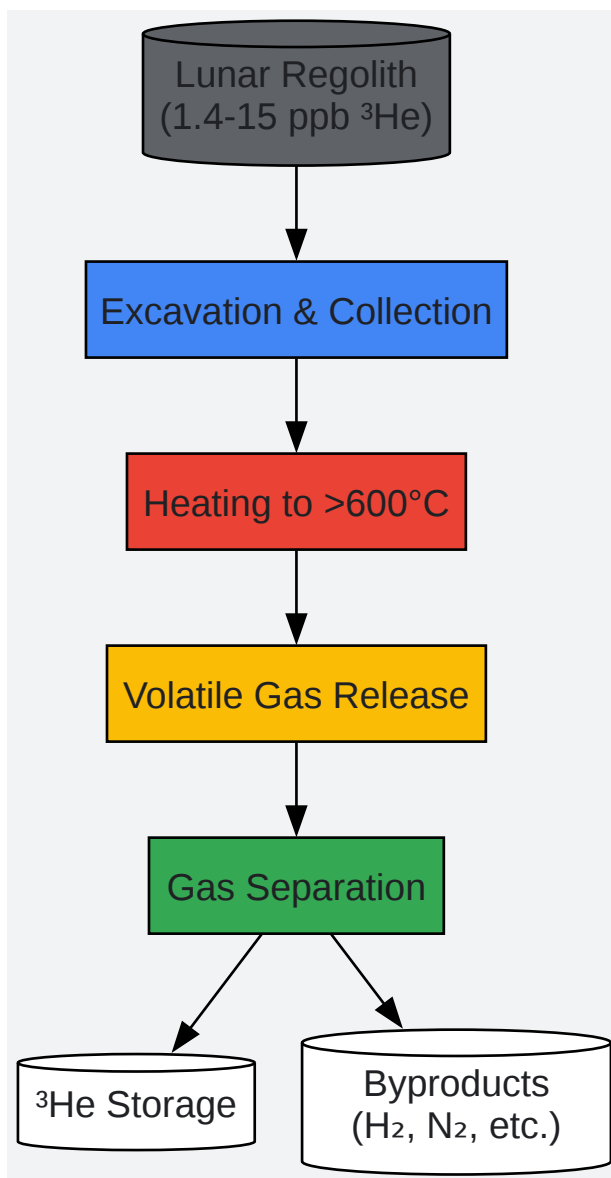 Lunar Regolith
(1.4-15 ppb ³He)
Excavation & Collection
Heating to >600°C
Volatile Gas Release
Gas Separation
³He Storage
Byproducts
(H₂, N₂, etc.)